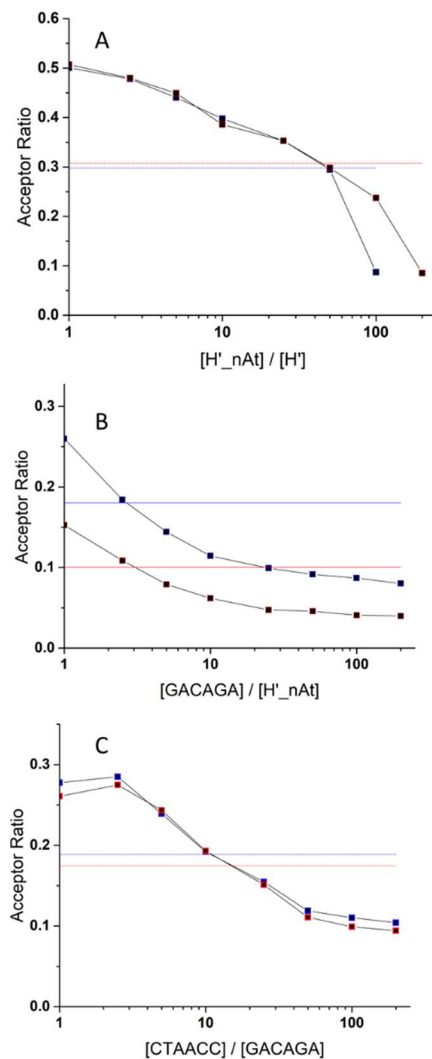 A
0.6
0.5
0.4
0.3
0.2
0.1
0.0
Acceptor Ratio
1
10
100
[H'_nAt] / [H']
B
0.3
0.2
0.1
0.0
Acceptor Ratio
1
10
100
[GACAGA] / [H'_nAt]
C
0.3
0.2
0.1
0.0
Acceptor Ratio
1
10
100
[CTAACC] / [GACAGA]